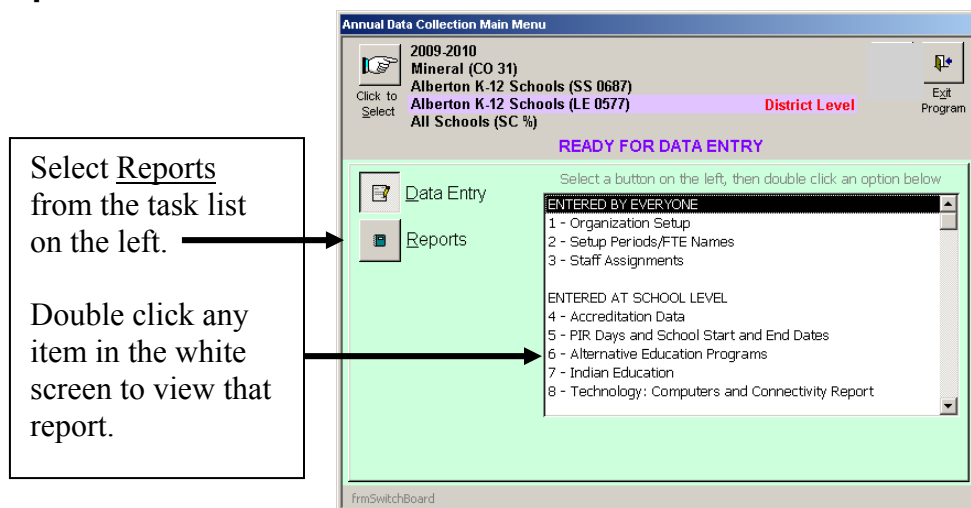 Annual Data Collection Main Menu
2009-2010
Mineral (CO 31)
Alberton K-12 Schools (SS 0687)
Alberton K-12 Schools (LE 0577) District Level
All Schools (SC %)
Click to
Select
Exit
Program
READY FOR DATA ENTRY
Select Reports
from the task list
on the left.
Double click any
item in the white
screen to view that
report.
Data Entry
Reports
Select a button on the left, then double click an option below
ENTERED BY EVERYONE
1 - Organization Setup
2 - Setup Periods/FTE Names
3 - Staff Assignments
ENTERED AT SCHOOL LEVEL
4 - Accreditation Data
5 - PIR Days and School Start and End Dates
6 - Alternative Education Programs
7 - Indian Education
8 - Technology: Computers and Connectivity Report
frmSwitchBoard